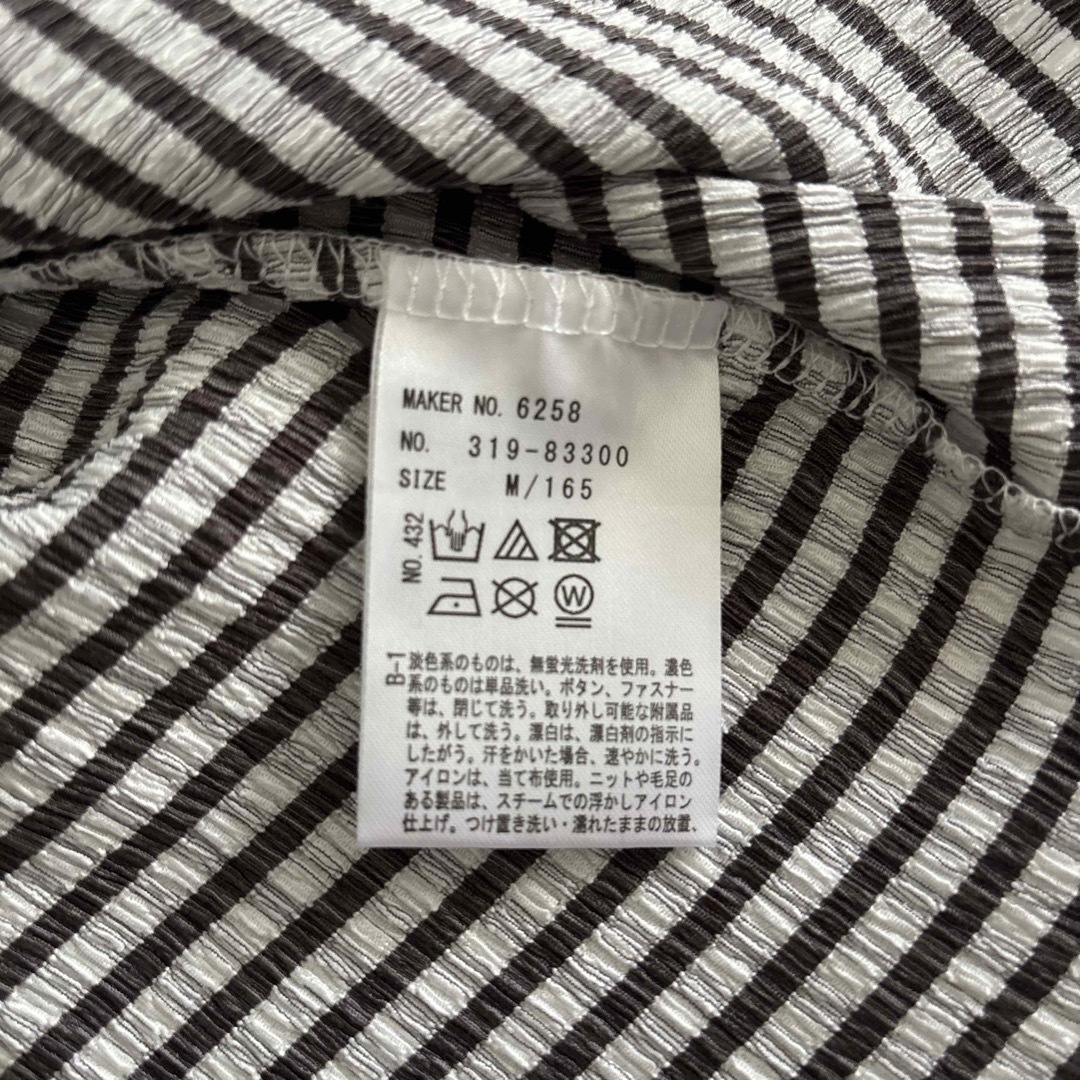 MAKER NO. 6258
NO. 319-83300
SIZE M/165
NO.432
W
B-1
淡色系のものは、無蛍光洗剤を使用。濃色
系のものは単品洗い。ボタン、ファスナー
等は、閉じて洗う。取り外し可能な附属品
は、外して洗う。漂白は、漂白剤の指示に
したがう。汗をかいた場合、速やかに洗う。
アイロンは、当て布使用。ニットや毛足の
ある製品は、スチームでの浮かしアイロン
仕上げ。つけ置き洗い・濡れたままの放置、